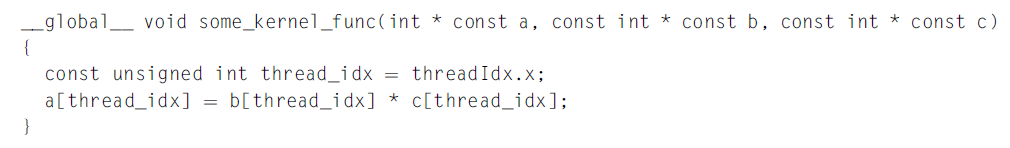 __global__ void some_kernel_func(int * const a, const int * const b, const int * const c)
{
const unsigned int thread_idx = threadIdx.x;
a[thread_idx] = b[thread_idx] * c[thread_idx];
}